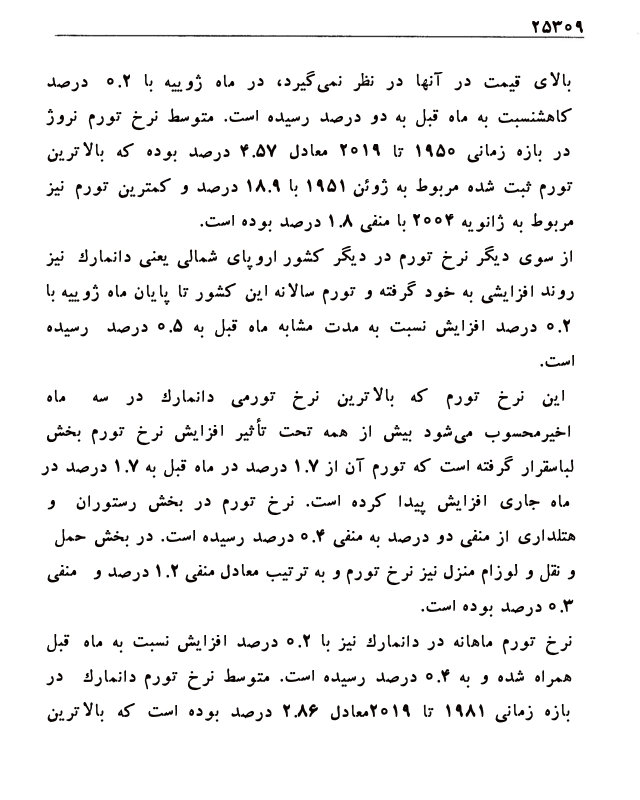 ۲۵۳۰۹
بالای قیمت در آنها در نظر نمی‌گیرد، در ماه ژوییه با ۰.۲ درصد
کاهشنسبت به ماه قبل به دو درصد رسیده است. متوسط نرخ تورم نروژ
در بازه زمانی ۱۹۵۰ تا ۲۰۱۹ معادل ۴.۵۷ درصد بوده که بالاترین
تورم ثبت شده مربوط به ژوئن ۱۹۵۱ با ۱۸.۹ درصد و کمترین تورم نیز
مربوط به ژانویه ۲۰۰۴ با منفی ۱.۸ درصد بوده است.
از سوی دیگر نرخ تورم در دیگر کشور اروپای شمالی یعنی دانمارك نیز
روند افزایشی به خود گرفته و تورم سالانه این کشور تا پایان ماه ژوییه با
۰.۲ درصد افزایش نسبت به مدت مشابه ماه قبل به ۰.۵ درصد رسیده
است.
این نرخ تورم که بالاترین نرخ تورمی دانمارك در سه ماه
اخیرمحسوب می‌شود بیش از همه تحت تأثیر افزایش نرخ تورم بخش
لباسقرار گرفته است که تورم آن از ۱.۷ درصد در ماه قبل به ۱.۷ درصد در
ماه جاری افزایش پیدا کرده است. نرخ تورم در بخش رستوران و
هتلداری از منفی دو درصد به منفی ۰.۴ درصد رسیده است. در بخش حمل
و نقل و لوزام منزل نیز نرخ تورم و به ترتیب معادل منفی ۱.۲ درصد و منفی
۰.۳ درصد بوده است.
نرخ تورم ماهانه در دانمارك نیز با ۰.۲ درصد افزایش نسبت به ماه قبل
همراه شده و به ۰.۴ درصد رسیده است. متوسط نرخ تورم دانمارك در
بازه زمانی ۱۹۸۱ تا ۲۰۱۹معادل ۲.۸۶ درصد بوده است که بالاترین